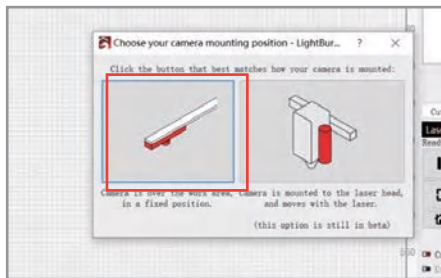 Choose your camera mounting position - LightBur... ? ×
Click the button that best matches how your camera is mounted:
Camera is over the work area,
in a fixed position.
Camera is mounted to the laser head,
and moves with the laser.
(this option is still in beta)